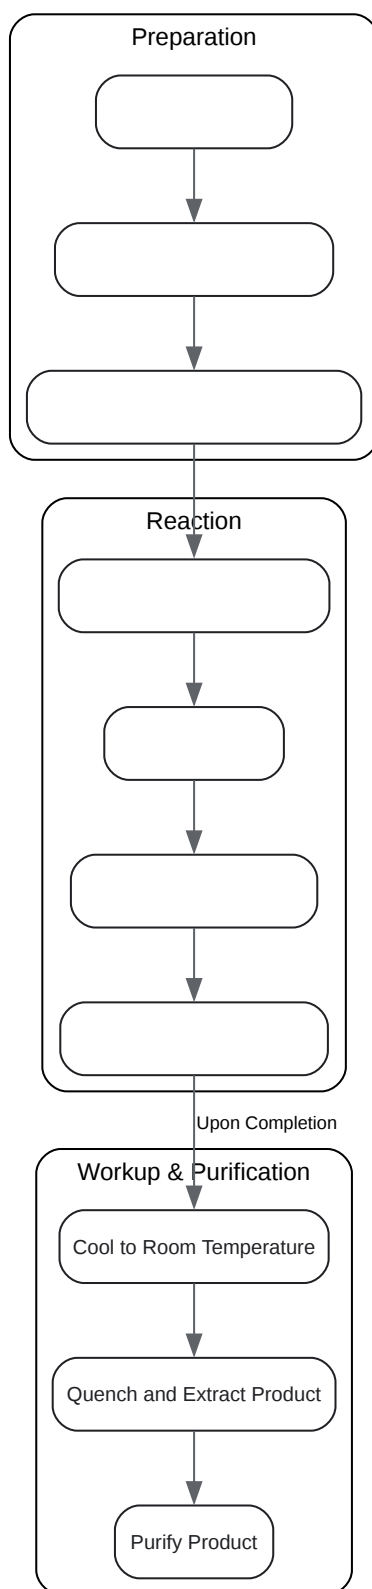 Preparation
Reaction
Upon Completion
Workup & Purification
Cool to Room Temperature
Quench and Extract Product
Purify Product